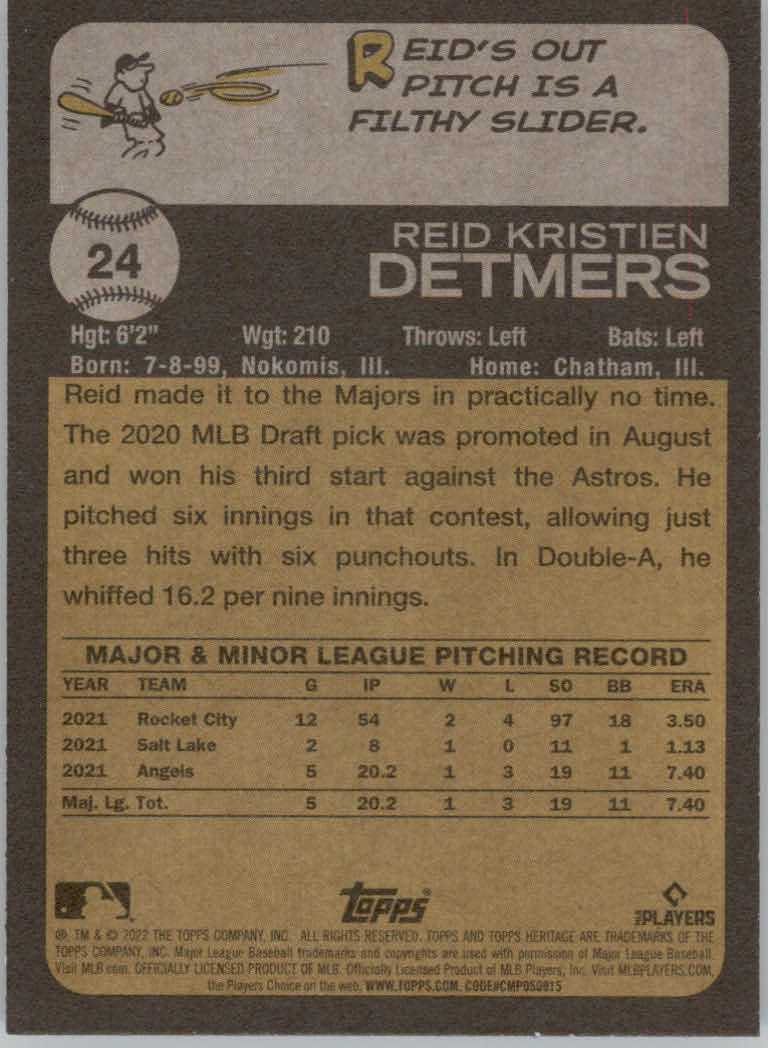 REID'S OUT
PITCH IS A
FILTHY SLIDER.
24
REID KRISTIEN
DETMERS
Hgt: 6'2" Wgt: 210 Throws: Left Bats: Left
Born: 7-8-99, Nokomis, Ill. Home: Chatham, Ill.
Reid made it to the Majors in practically no time.
The 2020 MLB Draft pick was promoted in August
and won his third start against the Astros. He
pitched six innings in that contest, allowing just
three hits with six punchouts. In Double-A, he
whiffed 16.2 per nine innings.
MAJOR & MINOR LEAGUE PITCHING RECORD
YEAR TEAM G IP W L SO BB ERA
2021 Rocket City 12 54 2 4 97 18 3.50
2021 Salt Lake 2 8 1 0 11 1 1.13
2021 Angels 5 20.2 1 3 19 11 7.40
Maj. Lg. Tot. 5 20.2 1 3 19 11 7.40
Topps®
MLB PLAYERS
®, TM & © 2022 THE TOPPS COMPANY, INC. ALL RIGHTS RESERVED. TOPPS AND TOPPS HERITAGE ARE TRADEMARKS OF THE
TOPPS COMPANY, INC. Major League Baseball trademarks and copyrights are used with permission of Major League Baseball.
Visit MLB.com. OFFICIALLY LICENSED PRODUCT OF MLB. Officially Licensed Product of MLB Players, Inc. Visit MLBPLAYERS.COM,
the Players Choice on the web. WWW.TOPPS.COM. CODE#CMP050915